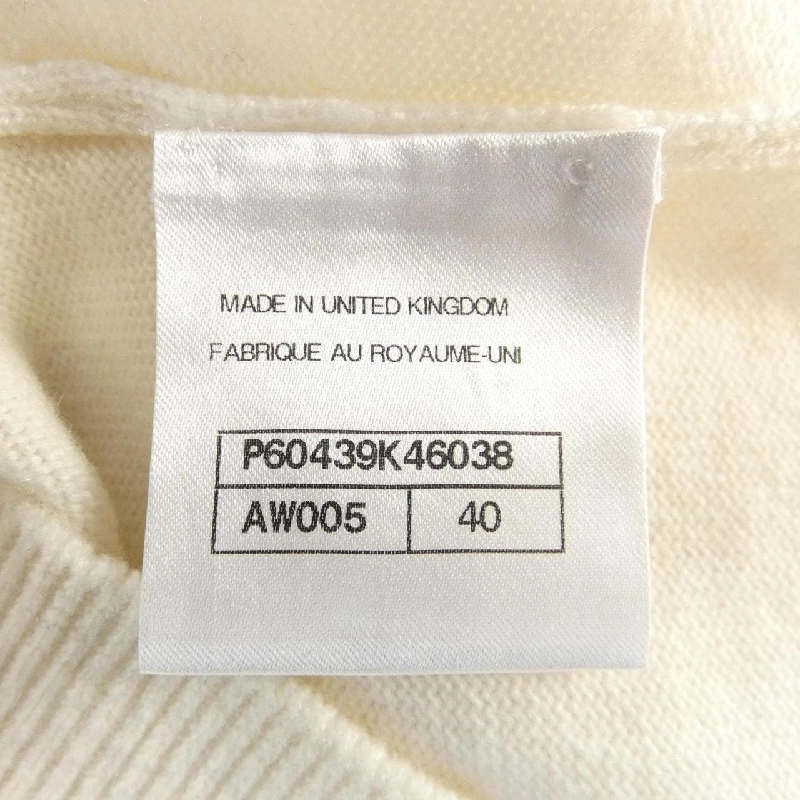 MADE IN UNITED KINGDOM
FABRIQUE AU ROYAUME-UNI
P60439K46038
AW005 40